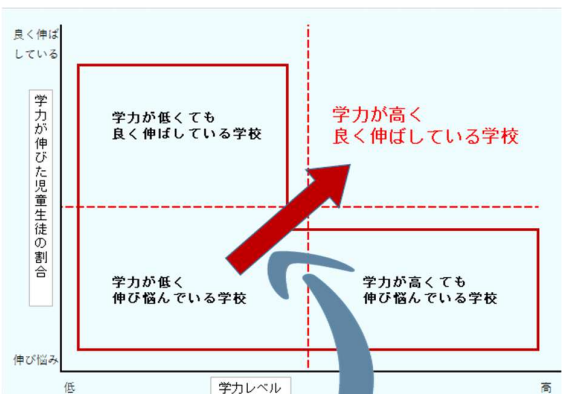 良く伸ば
している
学力が伸びた児童生徒の割合
学力が低くても
良く伸ばしている学校
学力が高く
良く伸ばしている学校
学力が低く
伸び悩んでいる学校
学力が高くても
伸び悩んでいる学校
伸び悩み
低
学力レベル
高